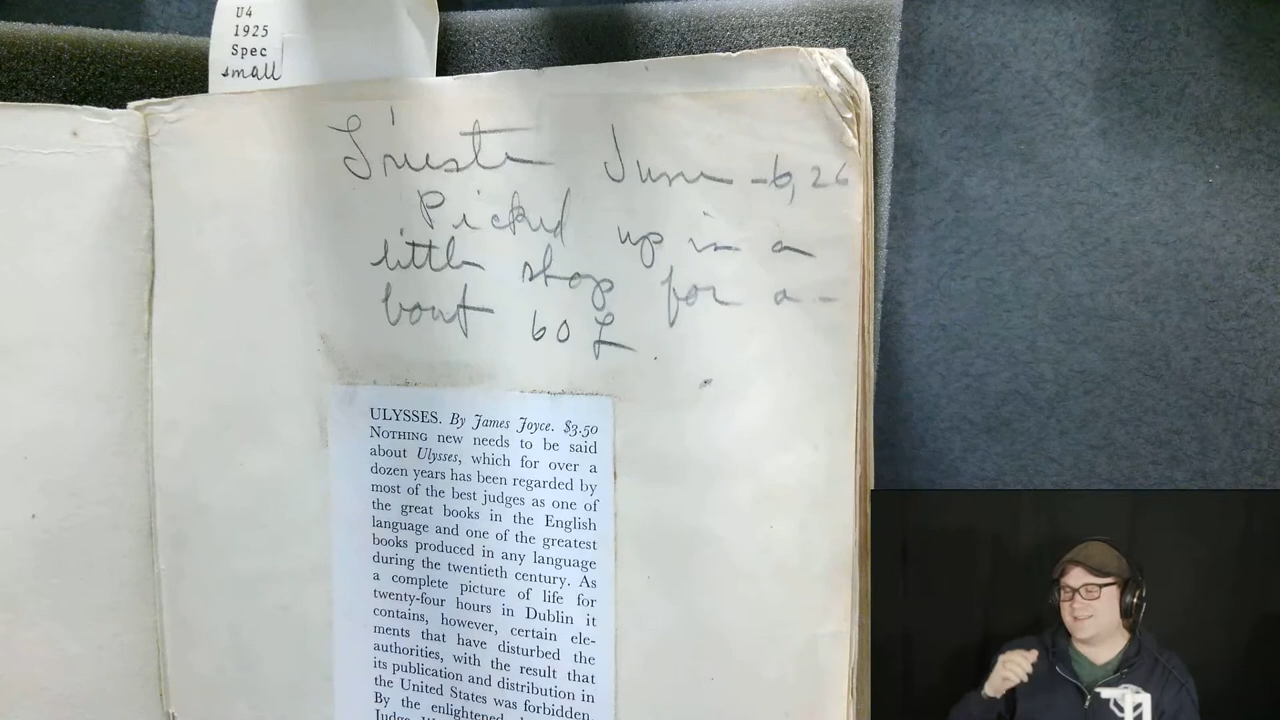 U4
1925
Spec
small
Trieste June -6, 26
Picked up in a
little shop for a-
bout 60 £.
ULYSSES. By James Joyce. $3.50
NOTHING new needs to be said
about Ulysses, which for over a
dozen years has been regarded by
most of the best judges as one of
the great books in the English
language and one of the greatest
books produced in any language
during the twentieth century. As
a complete picture of life for
twenty-four hours in Dublin it
contains, however, certain ele-
ments that have disturbed the
authorities, with the result that
its publication and distribution in
the United States was forbidden.
By the enlightened
Judge